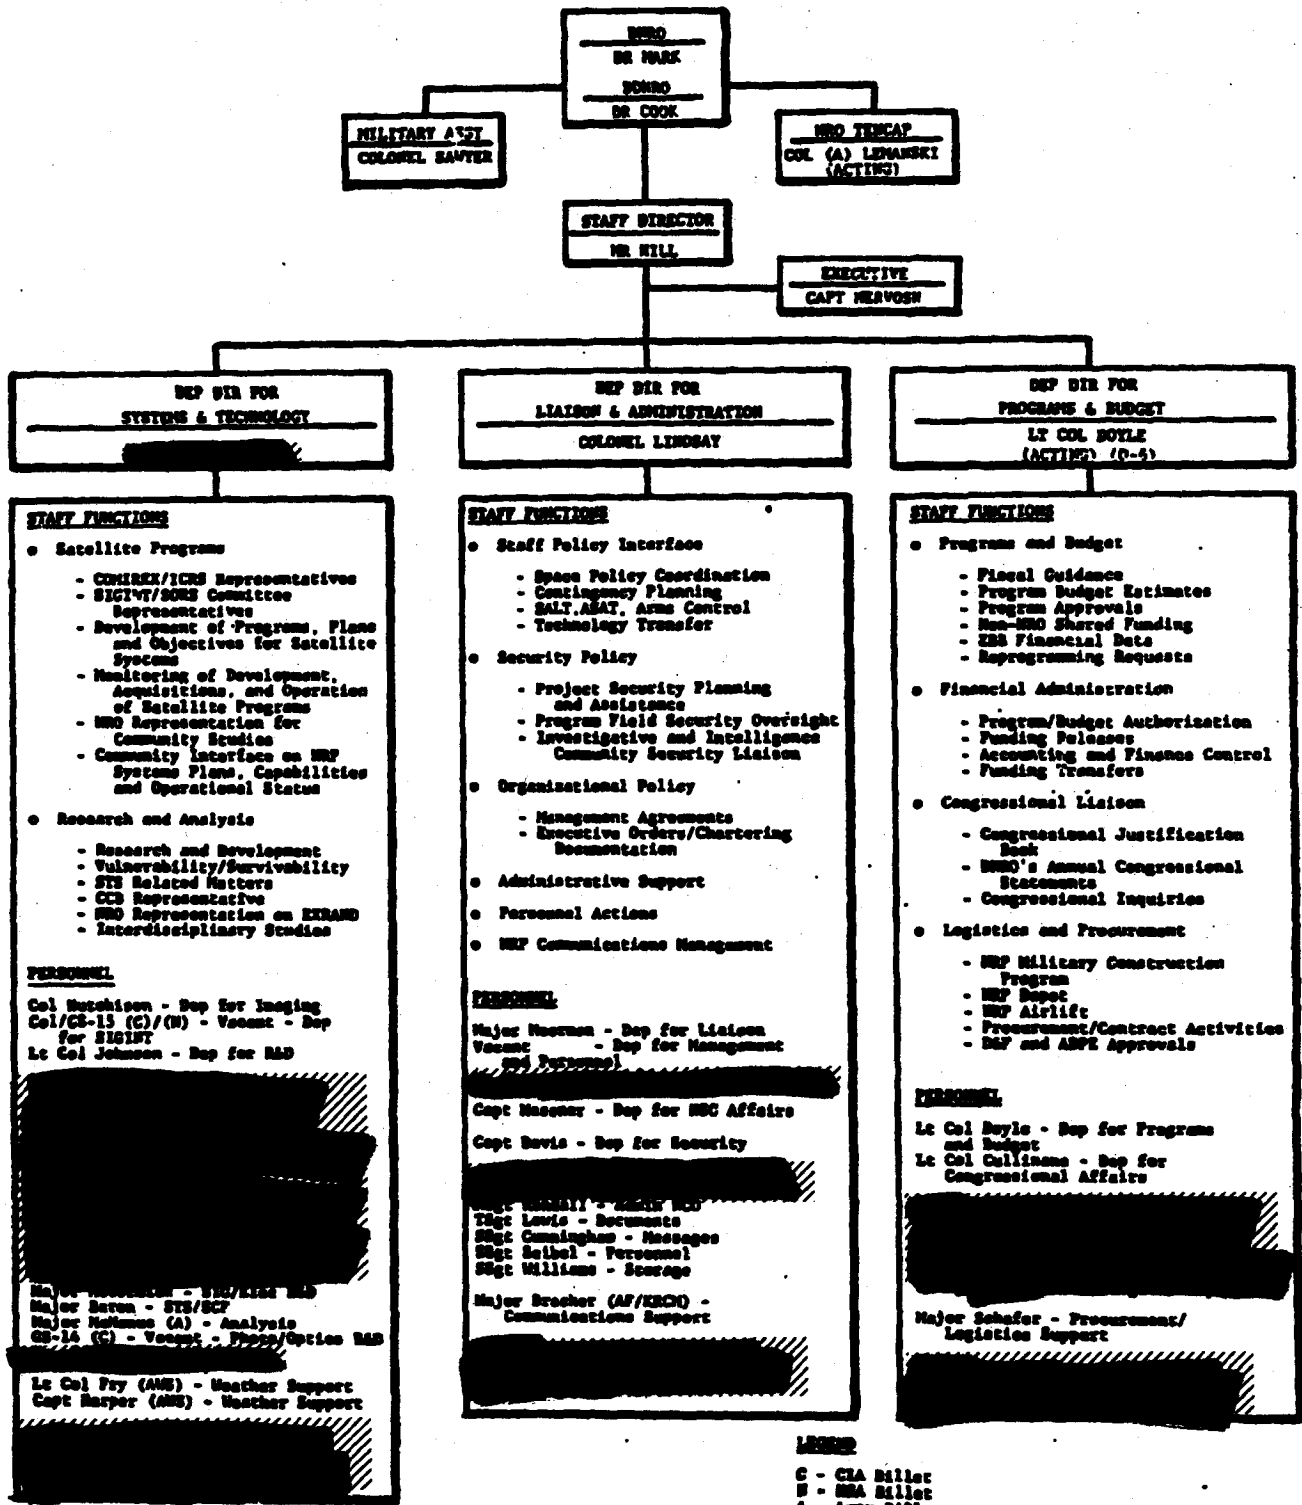 DNRO
DR MARK
DDNRO
DR COOK
MILITARY ASST
COLONEL SAWYER
NRO TENCAP
COL (A) LEMANSKI
(ACTING)
STAFF DIRECTOR
MR HILL
EXECUTIVE
CAPT
DEP DIR FOR
SYSTEMS & TECHNOLOGY
DEP DIR FOR
LIAISON & ADMINISTRATION
COLONEL LINDSAY
DEP DIR FOR
PROGRAMS & BUDGET
LT COL DOYLE
(ACTING) (O-5)
STAFF FUNCTIONS
● Satellite Programs
- COMIREX/ICRS Representatives
- SIGINT/SORS Committee
Representatives
- Development of Programs, Plans
and Objectives for Satellite
Systems
- Monitoring of Development,
Acquisitions, and Operation
of Satellite Programs
- NRO Representation for
Community Studies
- Community Interface on NRP
Systems Plans, Capabilities
and Operational Status
● Research and Analysis
- Research and Development
- Vulnerability/Survivability
- STS Related Matters
- CCB Representative
- NRO Representation on EXRAND
- Interdisciplinary Studies
PERSONNEL
Col Hutchison - Dep for Imaging
Col/GS-15 (C)/(N) - Vacant - Dep
for SIGINT
Lt Col Johnson - Dep for R&D
Major
Major Baron - STS/SCF
Major McManus (A) - Analysis
GS-14 (C) - Vacant - Photo/Optics R&D
Lt Col Fry (AWS) - Weather Support
Capt Harper (AWS) - Weather Support
STAFF FUNCTIONS
● Staff Policy Interface
- Space Policy Coordination
- Contingency Planning
- SALT, ASAT, Arms Control
- Technology Transfer
● Security Policy
- Project Security Planning
and Assistance
- Program Field Security Oversight
- Investigative and Intelligence
Community Security Liaison
● Organizational Policy
- Management Agreements
- Executive Orders/Chartering
Documentation
● Administrative Support
● Personnel Actions
● NRP Communications Management
PERSONNEL
Major Moorman - Dep for Liaison
Vacant - Dep for Management
and Personnel
Capt - Dep for NSC Affairs
Capt Davis - Dep for Security
TSgt Lewis - Documents
SSgt Cunningham - Messages
SSgt Seibel - Personnel
SSgt Williams - Storage
Major (AF/KRCM) -
Communications Support
STAFF FUNCTIONS
● Programs and Budget
- Fiscal Guidance
- Program Budget Estimates
- Program Approvals
- Non-NRO Shared Funding
- ZBB Financial Data
- Reprogramming Requests
● Financial Administration
- Program/Budget Authorization
- Funding Releases
- Accounting and Finance Control
- Funding Transfers
● Congressional Liaison
- Congressional Justification
Book
- DNRO's Annual Congressional
Statements
- Congressional Inquiries
● Logistics and Procurement
- NRP Military Construction
Program
- NRP Depot
- NRP Airlift
- Procurement/Contract Activities
- D&F and ADPE Approvals
PERSONNEL
Lt Col Doyle - Dep for Programs
and Budget
Lt Col Cullinane - Dep for
Congressional Affairs
Major Schafer - Procurement/
Logistics Support
LEGEND
C - CIA Billet
N - NSA Billet